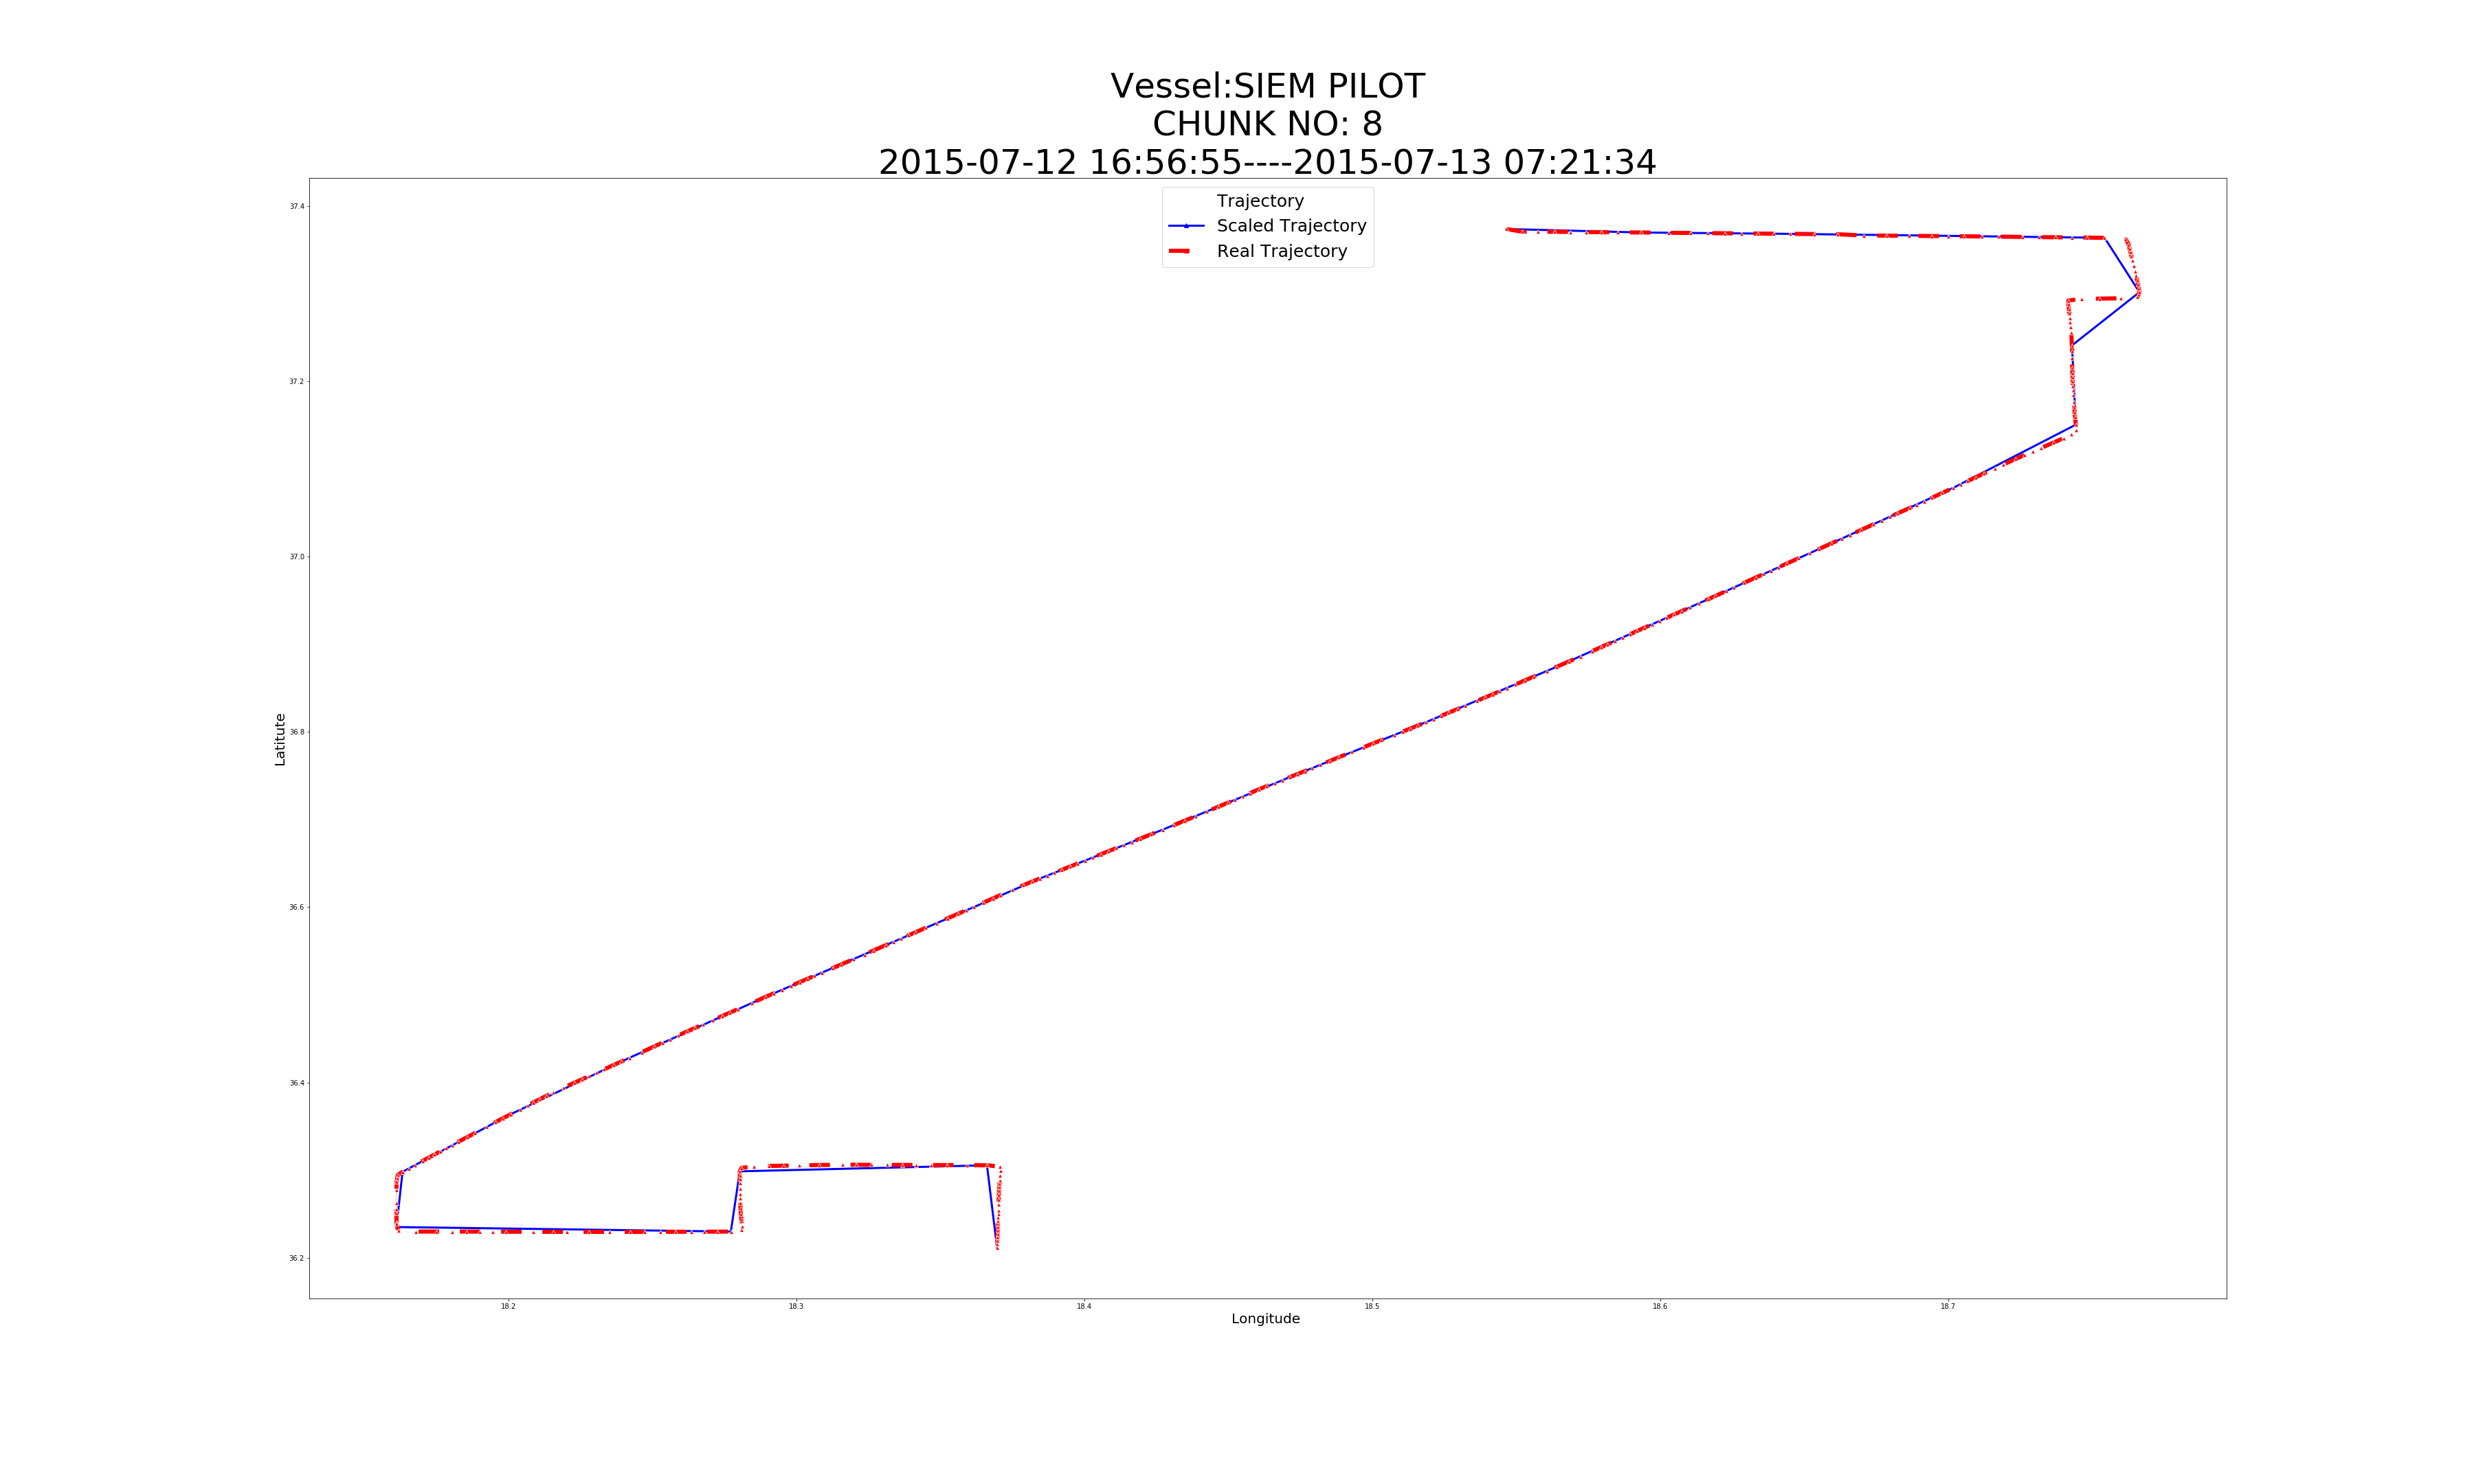 Vessel:SIEM PILOT
CHUNK NO: 8
2015-07-12 16:56:55----2015-07-13 07:21:34
Trajectory
Scaled Trajectory
Real Trajectory
37.4
37.2
37.0
36.8
36.6
36.4
36.2
Latitute
18.2 18.3 18.4 18.5 18.6 18.7
Longitude